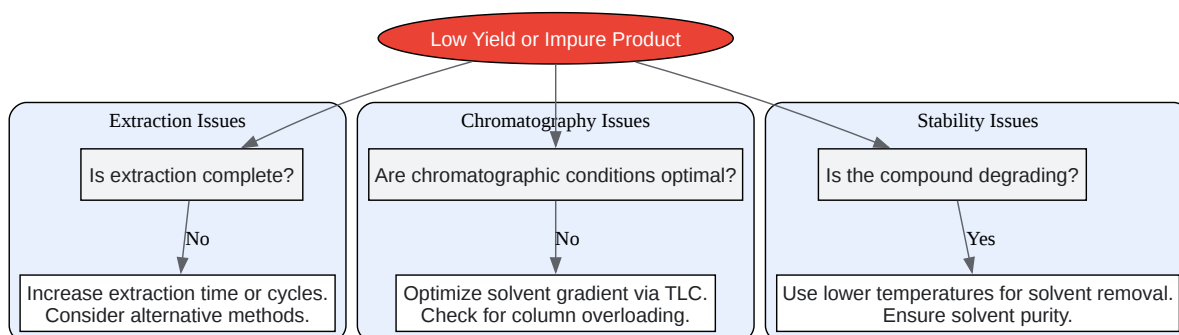 Low Yield or Impure Product
Extraction Issues
Is extraction complete?
No
Increase extraction time or cycles.
Consider alternative methods.
Chromatography Issues
Are chromatographic conditions optimal?
No
Optimize solvent gradient via TLC.
Check for column overloading.
Stability Issues
Is the compound degrading?
Yes
Use lower temperatures for solvent removal.
Ensure solvent purity.